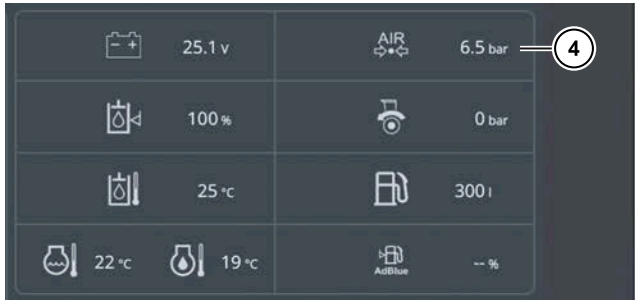 25.1 v AIR 6.5 bar 4
100 % 0 bar
25 °C 300 l
22 °C 19 °C AdBlue -- %